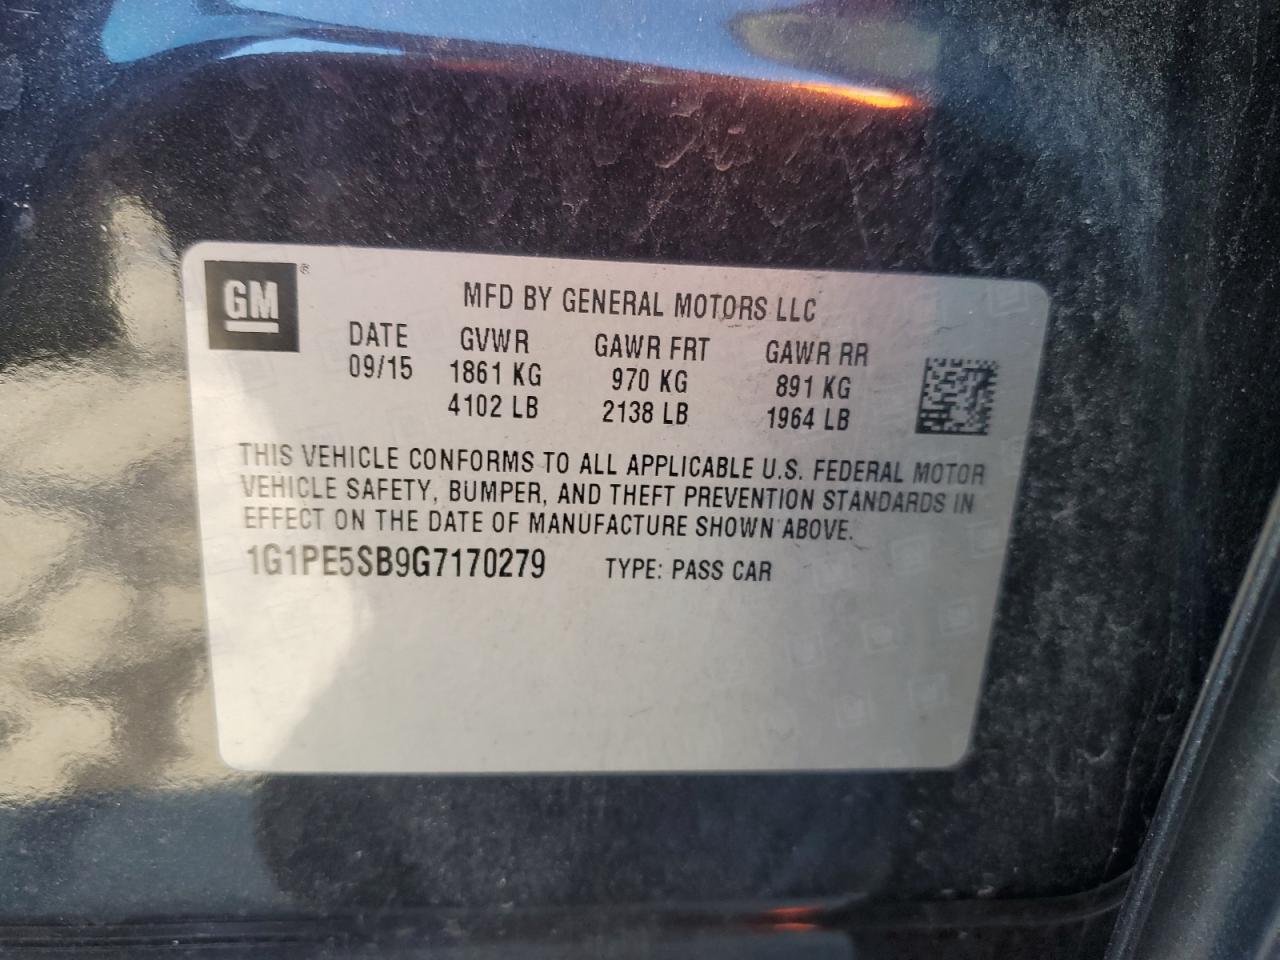 GM ®
MFD BY GENERAL MOTORS LLC
DATE GVWR GAWR FRT GAWR RR
09/15 1861 KG 970 KG 891 KG
4102 LB 2138 LB 1964 LB
THIS VEHICLE CONFORMS TO ALL APPLICABLE U.S. FEDERAL MOTOR
VEHICLE SAFETY, BUMPER, AND THEFT PREVENTION STANDARDS IN
EFFECT ON THE DATE OF MANUFACTURE SHOWN ABOVE.
1G1PE5SB9G7170279 TYPE: PASS CAR